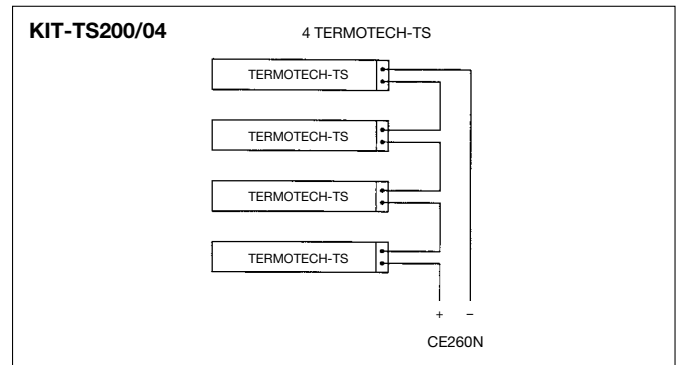 KIT-TS200/04
4 TERMOTECH-TS
TERMOTECH-TS
TERMOTECH-TS
TERMOTECH-TS
TERMOTECH-TS
+ –
CE260N